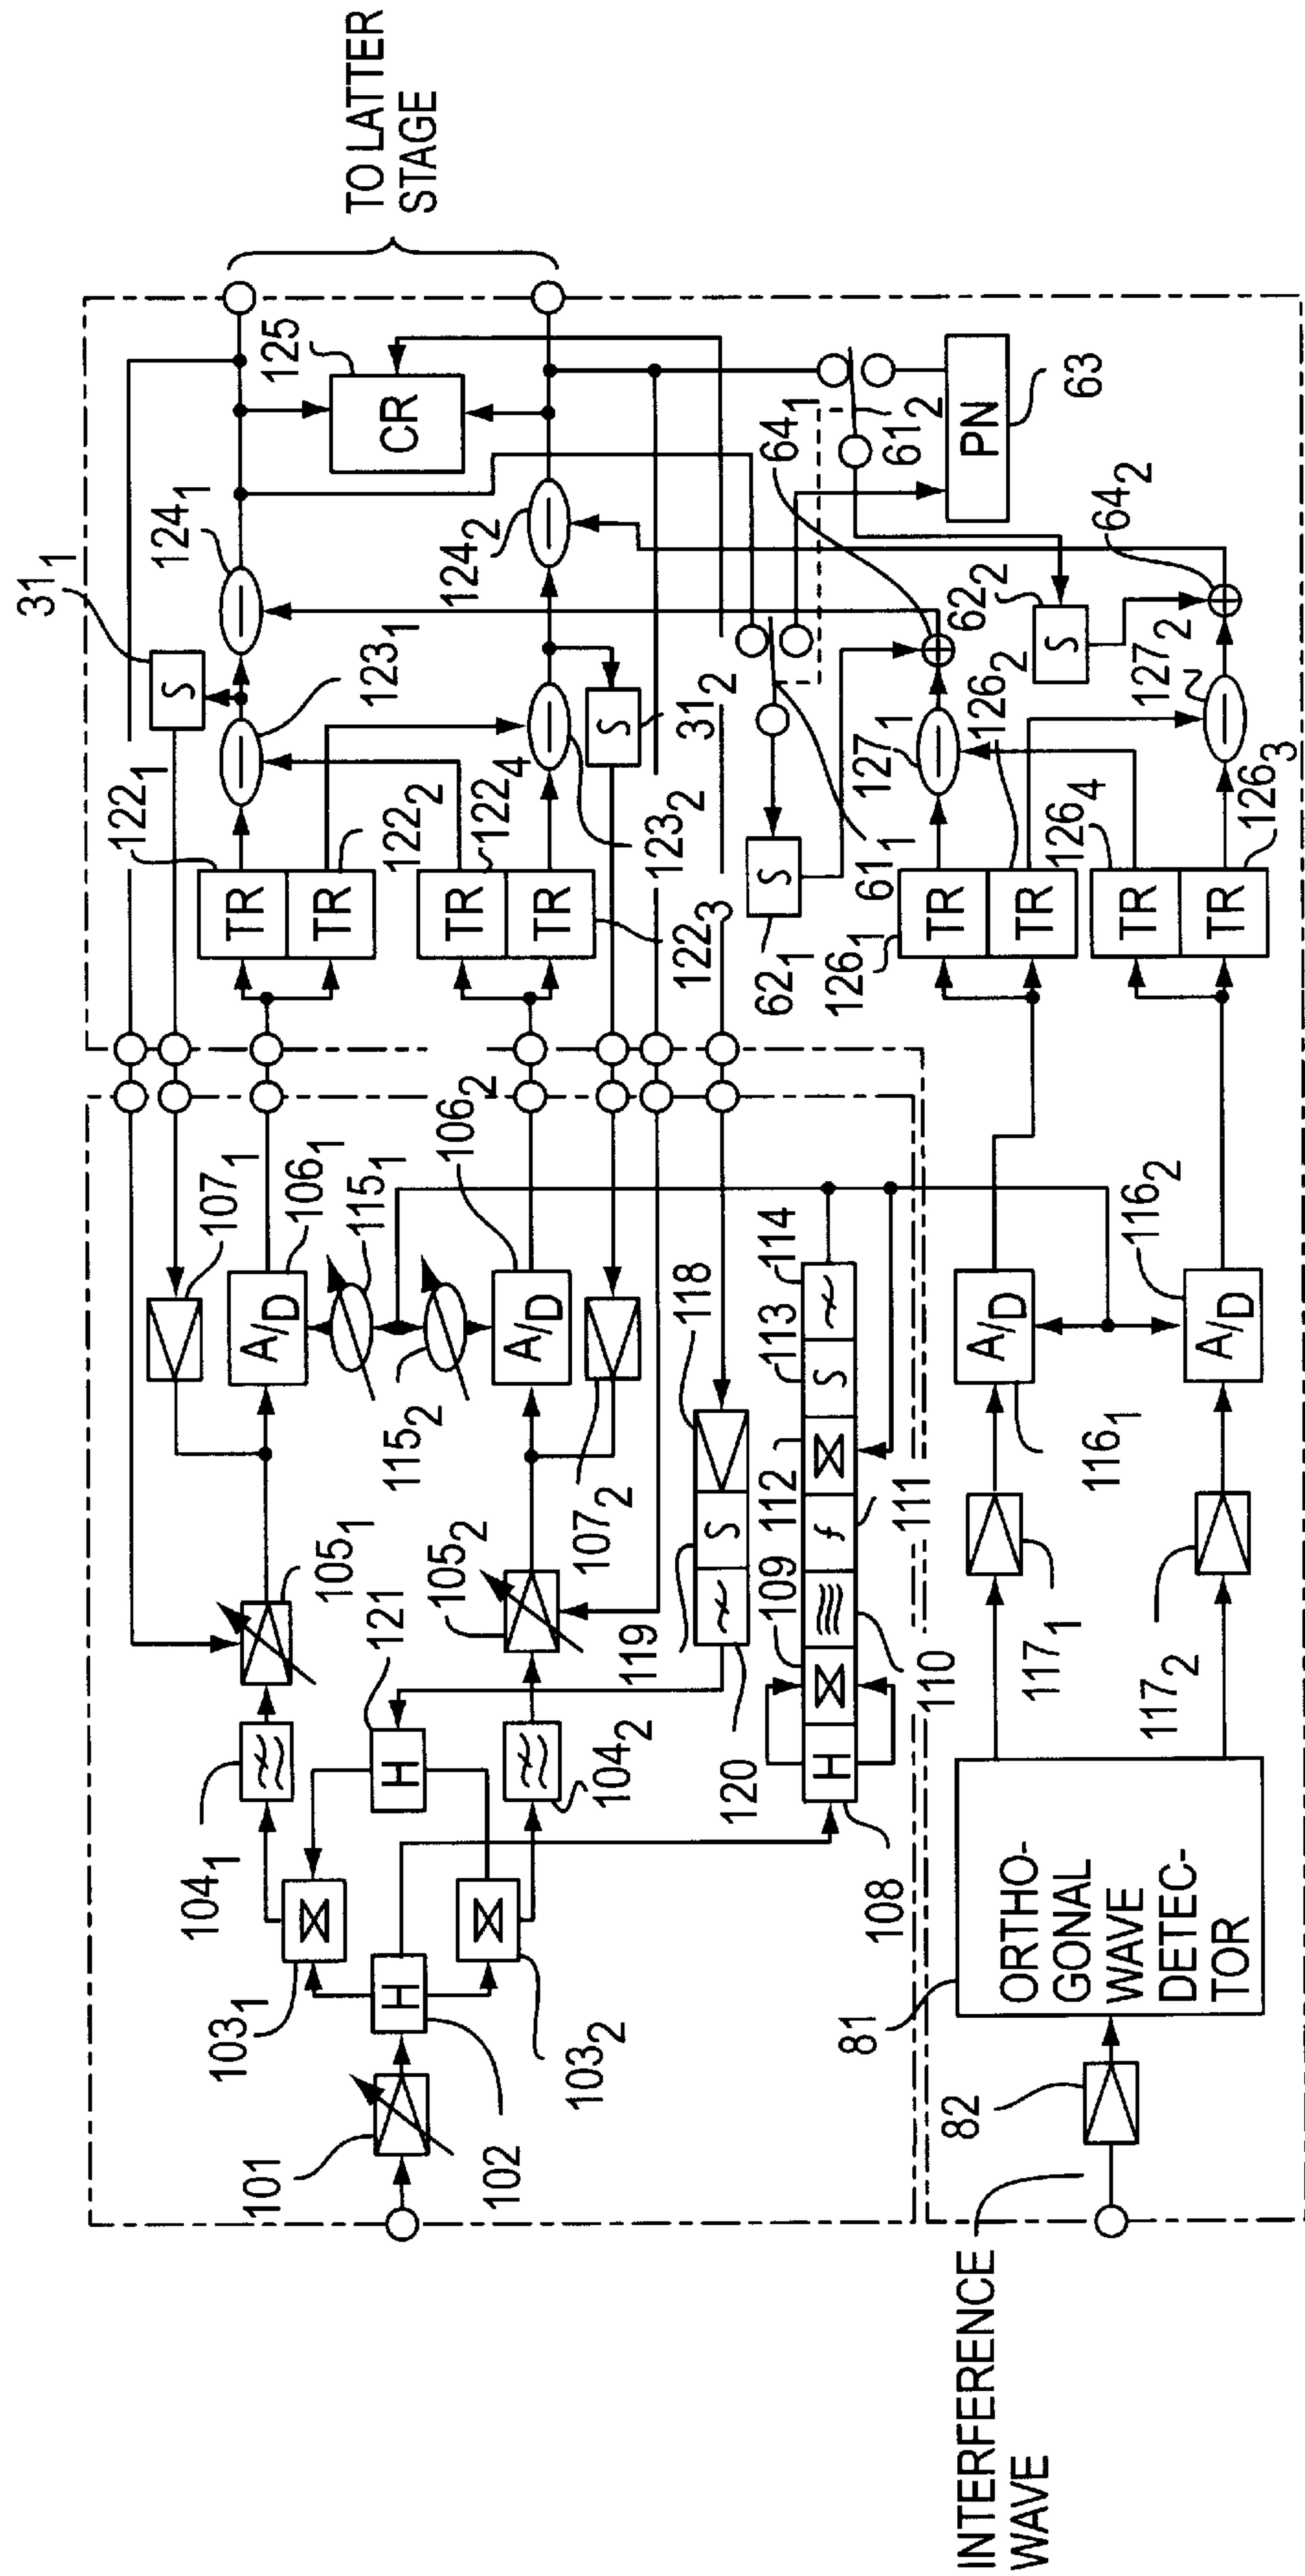 TO LATTER
STAGE
31₁
124₁
125
CR
S
123₁
122₁
122₂
TR
TR
124₂
122₄
TR
TR
122₃
123₂
31₂
S
61₂
64₁
PN
63
62₂
S
64₂
127₂
127₁
61₁
62₁
S
126₁
126₂
TR
TR
126₄
TR
TR
126₃
107₁
106₁
A/D
115₁
115₂
106₂
A/D
107₂
105₁
105₂
121
H
104₁
104₂
103₁
103₂
H
101
102
118
119
S
120
114
113
S
112
111
f
110
109
H
108
116₁
A/D
116₂
A/D
117₁
117₂
81
ORTHO-
GONAL
WAVE
DETEC-
TOR
82
INTERFERENCE
WAVE